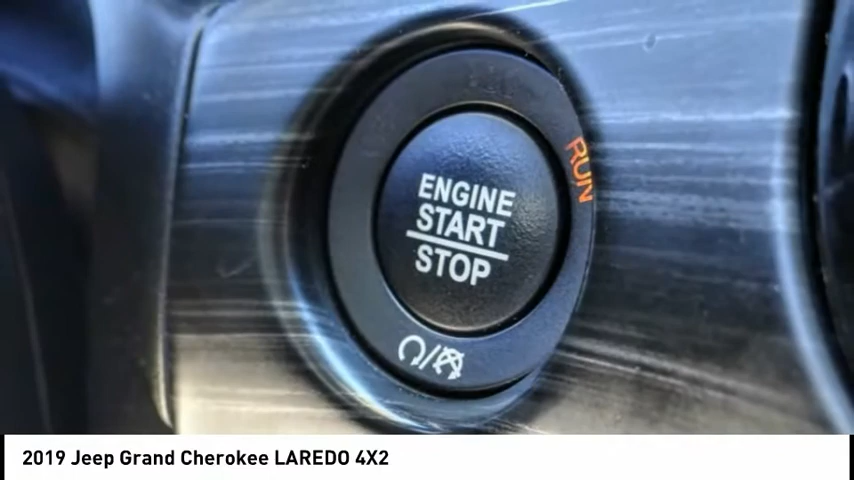 RUN
ENGINE
START
STOP
2019 Jeep Grand Cherokee LAREDO 4X2